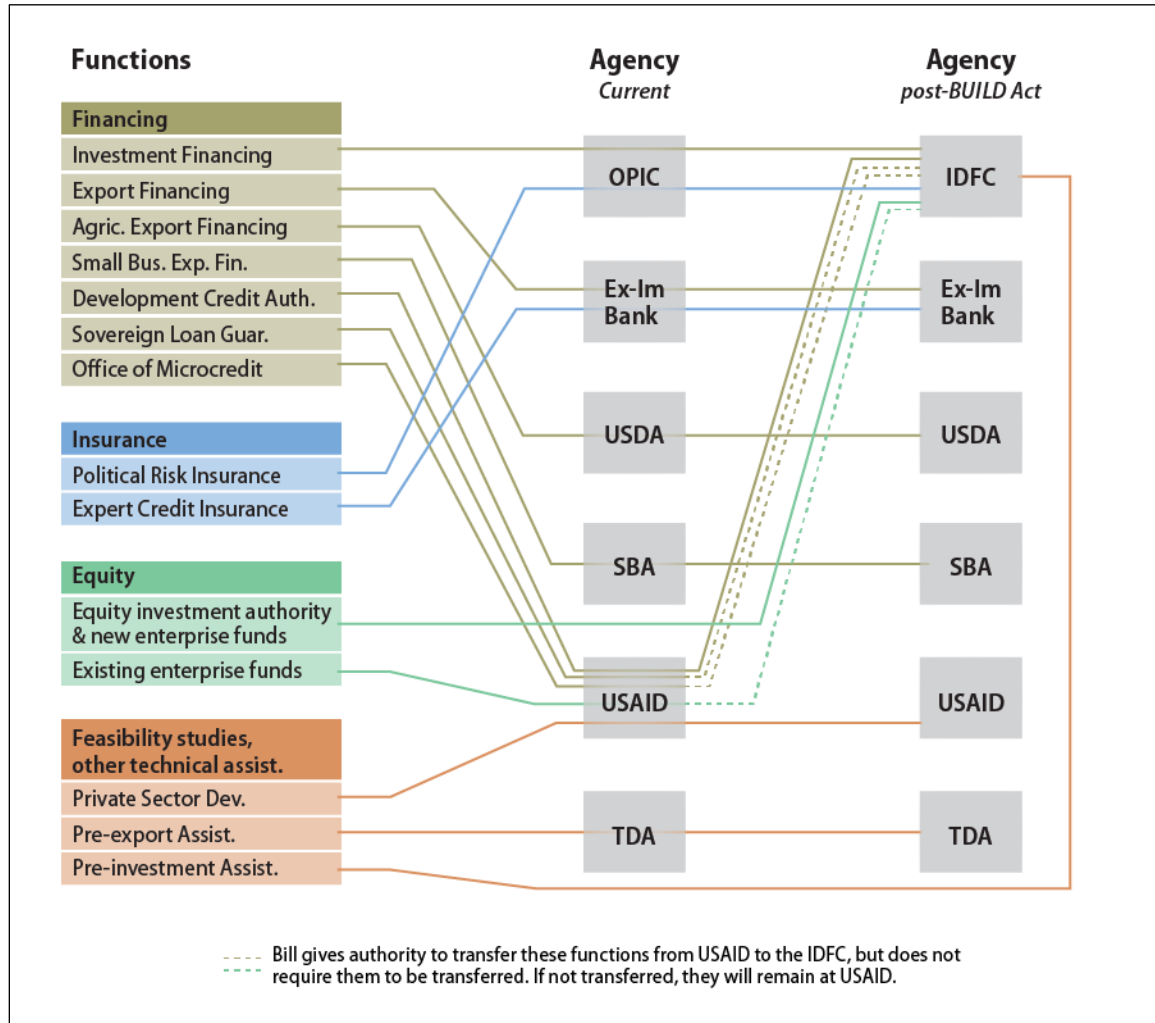 Functions
Agency
Current
Agency
post-BUILD Act
Financing
Investment Financing
Export Financing
Agric. Export Financing
Small Bus. Exp. Fin.
Development Credit Auth.
Sovereign Loan Guar.
Office of Microcredit
Insurance
Political Risk Insurance
Expert Credit Insurance
Equity
Equity investment authority
& new enterprise funds
Existing enterprise funds
Feasibility studies,
other technical assist.
Private Sector Dev.
Pre-export Assist.
Pre-investment Assist.
OPIC
Ex-Im
Bank
USDA
SBA
USAID
TDA
IDFC
Ex-Im
Bank
USDA
SBA
USAID
TDA
Bill gives authority to transfer these functions from USAID to the IDFC, but does not
require them to be transferred. If not transferred, they will remain at USAID.